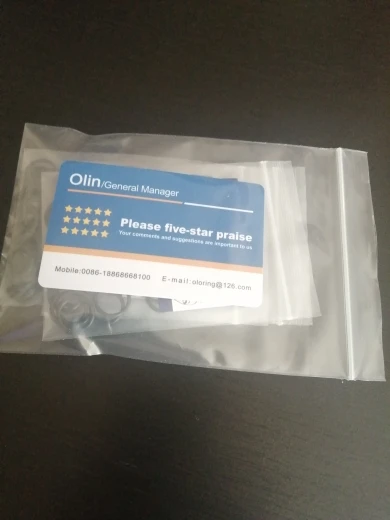 Olin/General Manager
Please five-star praise
Your comments and suggestions are important to us
Mobile:0086-18868668100 E-mail:oloring@126.com